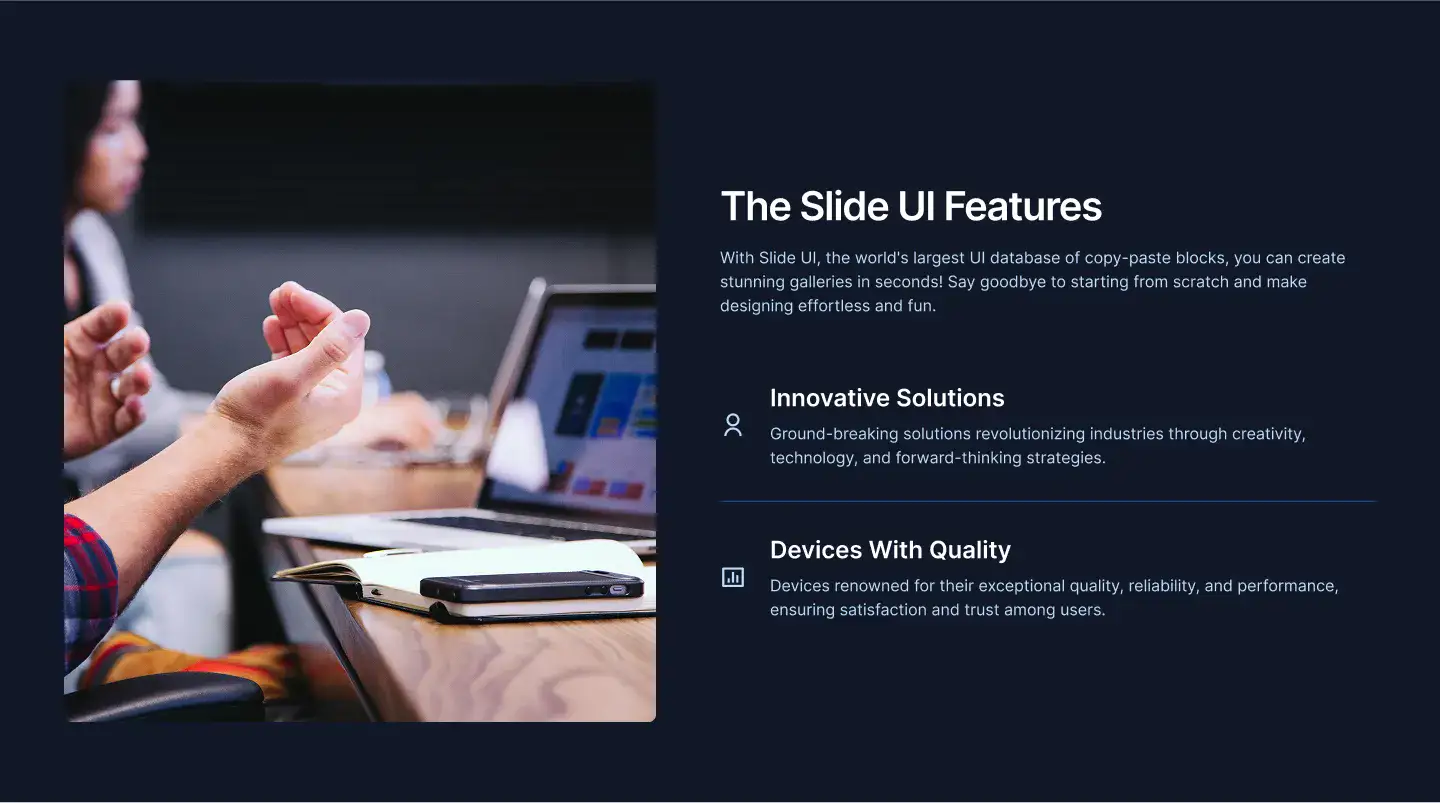 The Slide UI Features
With Slide UI, the world's largest UI database of copy-paste blocks, you can create
stunning galleries in seconds! Say goodbye to starting from scratch and make
designing effortless and fun.
Innovative Solutions
Ground-breaking solutions revolutionizing industries through creativity,
technology, and forward-thinking strategies.
Devices With Quality
Devices renowned for their exceptional quality, reliability, and performance,
ensuring satisfaction and trust among users.